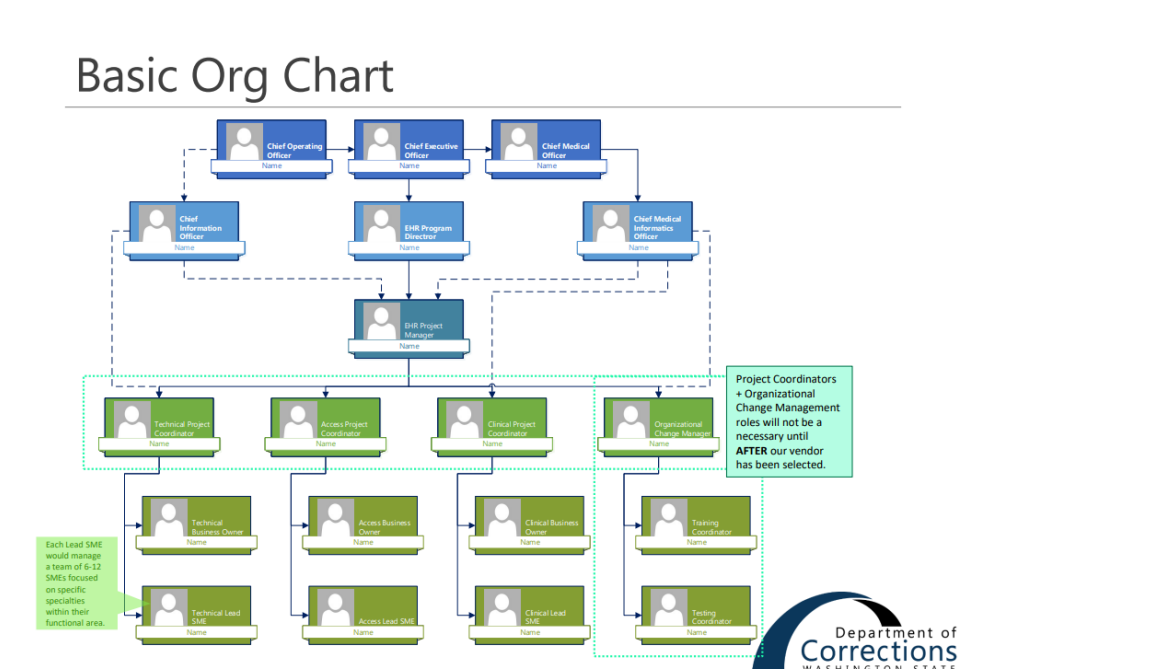 Basic Org Chart
Chief Operating
Officer
Name
Chief Executive
Officer
Name
Chief Medical
Officer
Name
Chief
Information
Officer
Name
EHR Program
Directror
Name
Chief Medical
Informatics
Officer
Name
EHR Project
Manager
Name
Project Coordinators
+ Organizational
Change Management
roles will not be a
necessary until
AFTER our vendor
has been selected.
Technical Project
Coordinator
Name
Access Project
Coordinator
Name
Clinical Project
Coordinator
Name
Organizational
Change Manager
Name
Technical
Business Owner
Name
Access Business
Owner
Name
Clinical Business
Owner
Name
Training
Coordinator
Name
Each Lead SME
would manage
a team of 6-12
SMEs focused
on specific
specialties
within their
functional area.
Technical Lead
SME
Name
Access Lead SME
Name
Clinical Lead
SME
Name
Testing
Coordinator
Name
Department of
Corrections
WASHINGTON STATE